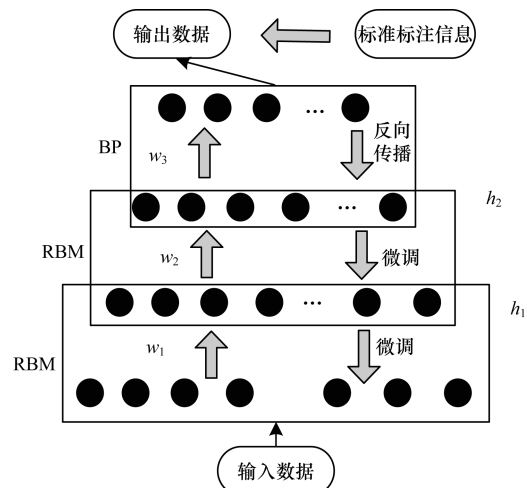 输出数据
标准标注信息
...
BP
w₃
反向
传播
...
h₂
RBM
w₂
微调
...
h₁
RBM
w₁
微调
输入数据